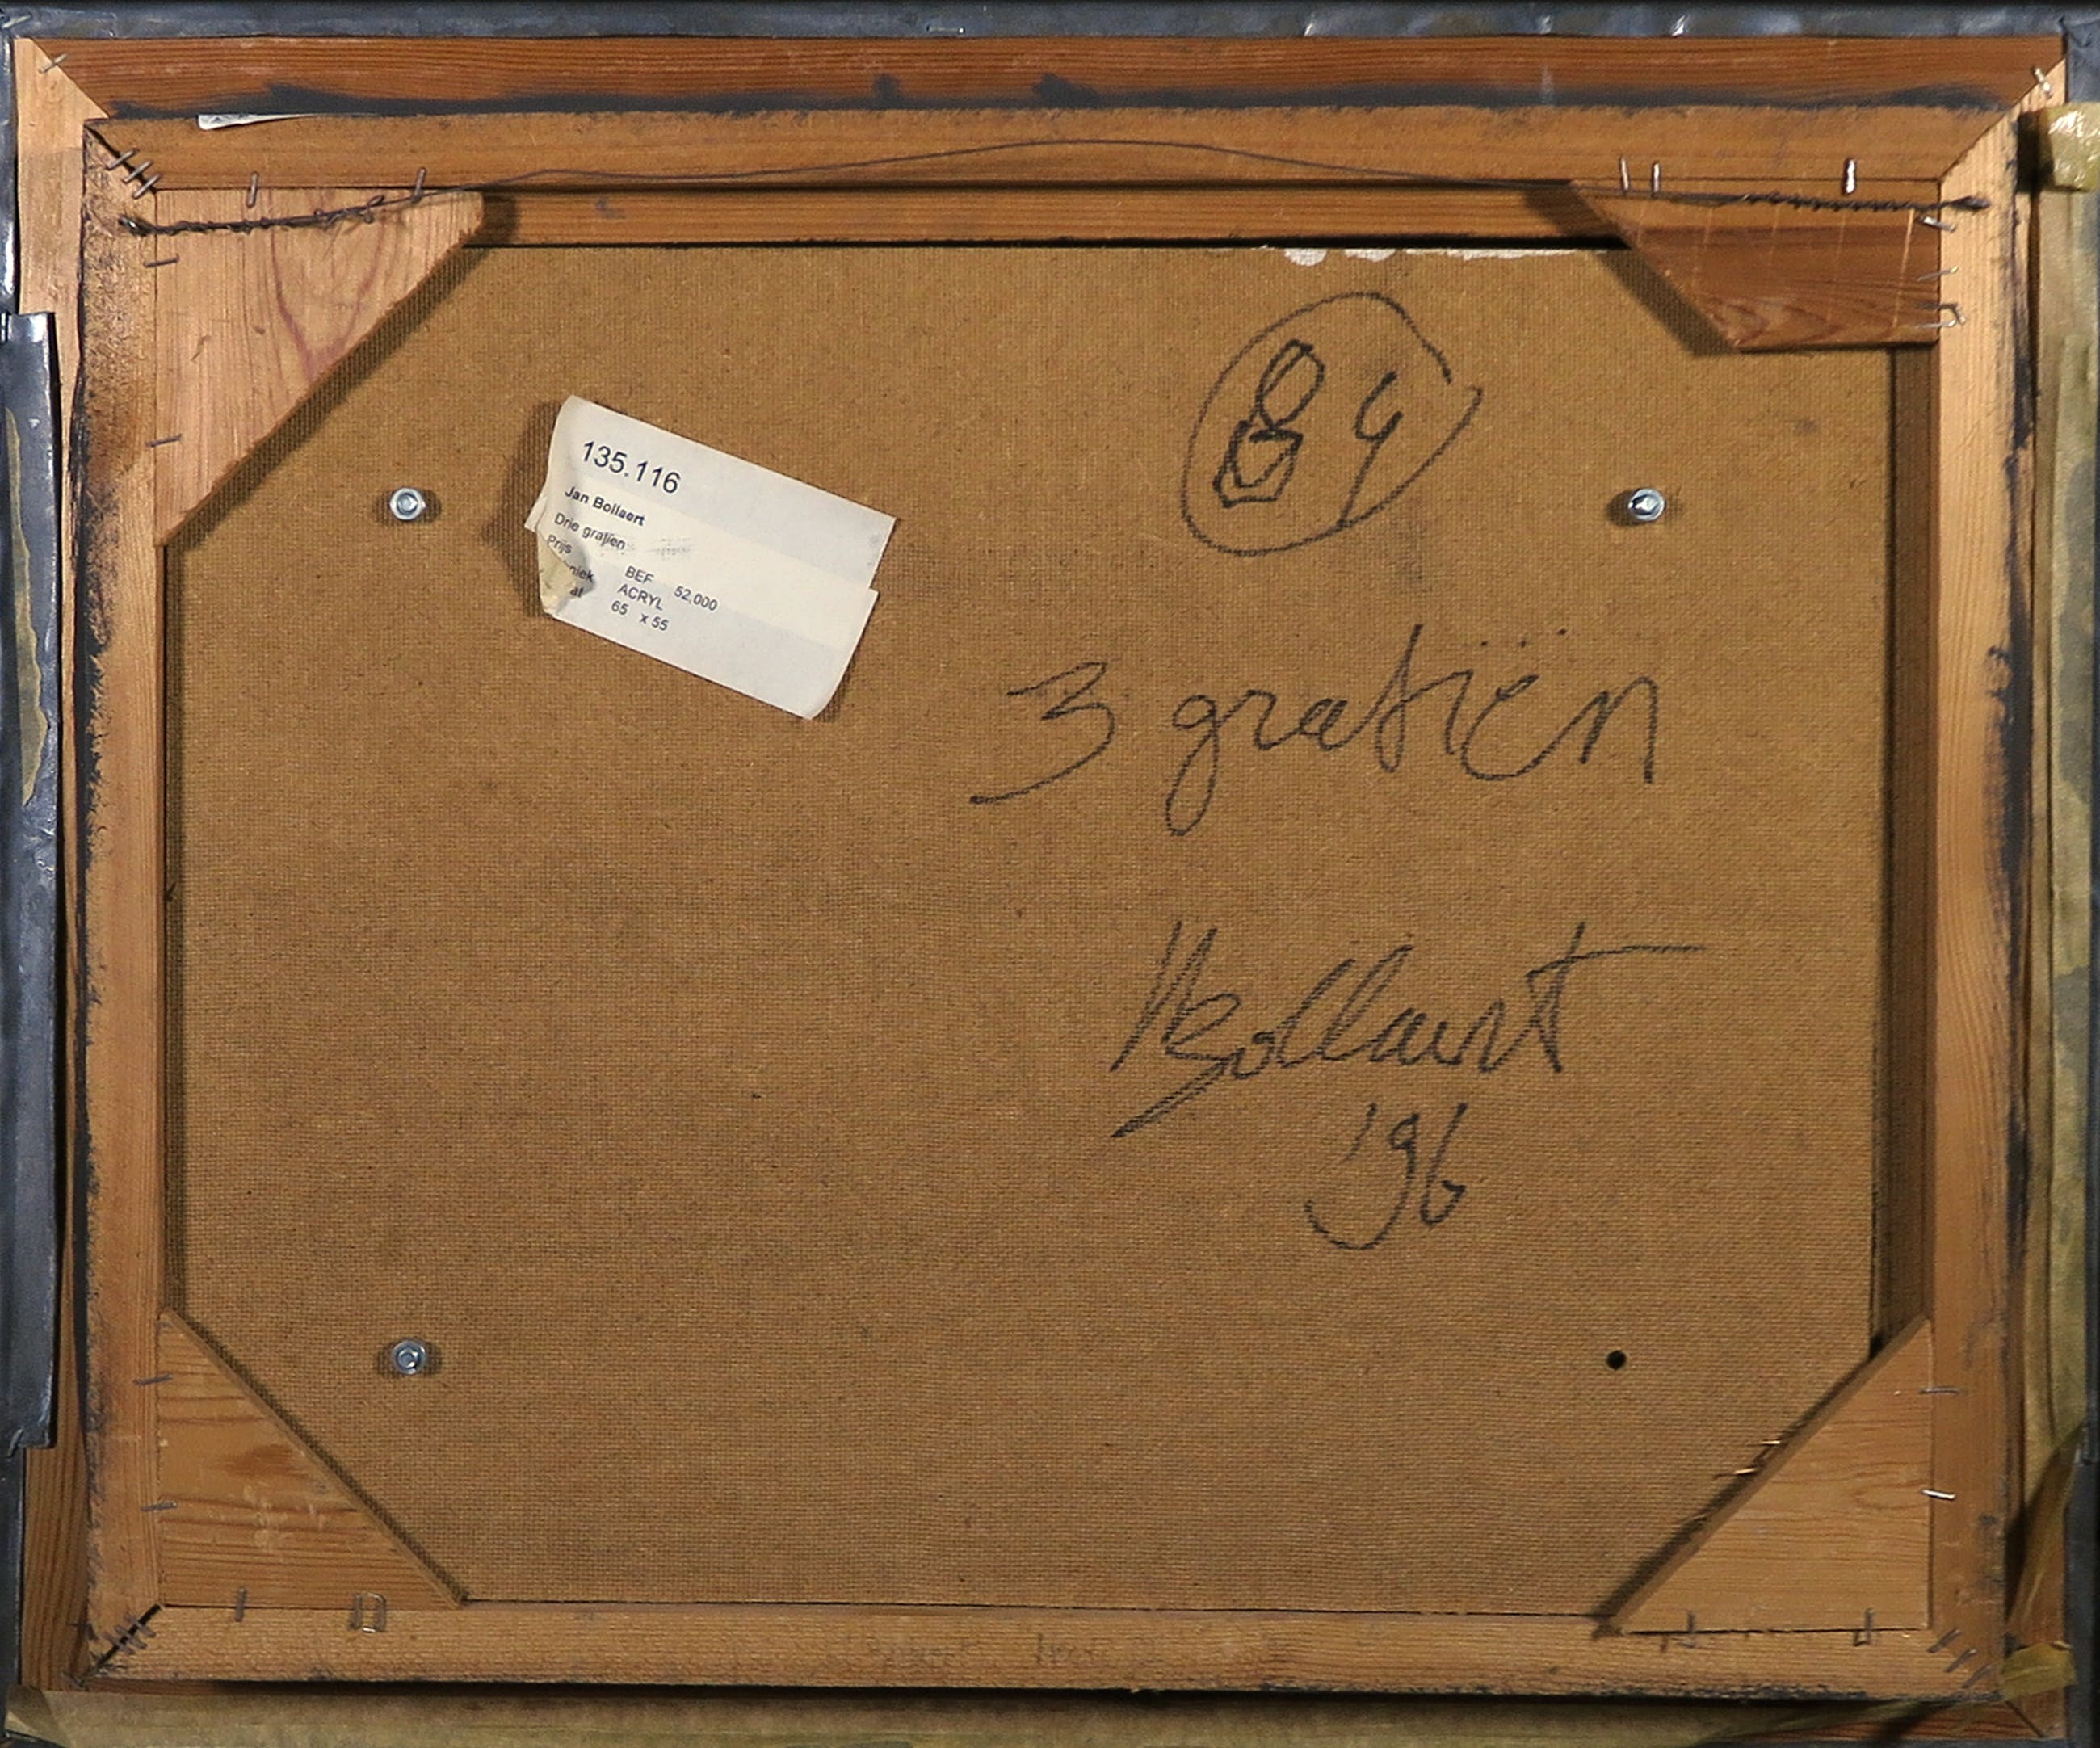 135.116
Jan Bollaert
Drie gratien
Prijs BEF 52,000
ACRYL
65 x 55
84
3 gratiën
Bollaert
'96